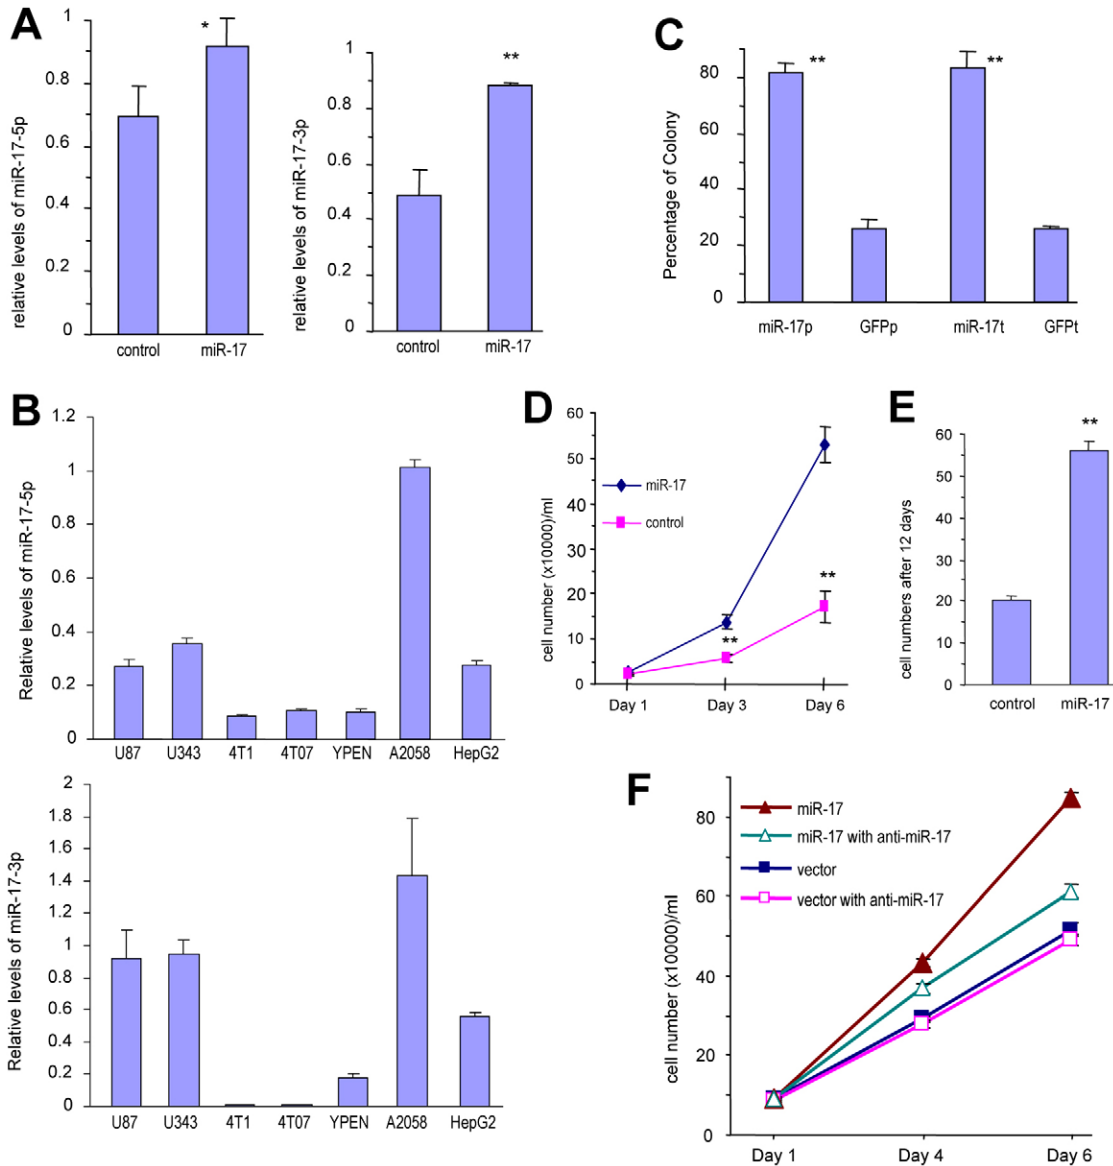 A
relative levels of miR-17-5p
1
0.8
0.6
0.4
0.2
0
*
control miR-17
relative levels of miR-17-3p
1
0.8
0.6
0.4
0.2
0
**
control miR-17
C
Percentage of Colony
80
60
40
20
0
** **
miR-17p GFPp miR-17t GFPt
B
Relative levels of miR-17-5p
1.2
1
0.8
0.6
0.4
0.2
0
U87 U343 4T1 4T07 YPEN A2058 HepG2
Relative levels of miR-17-3p
2
1.8
1.6
1.4
1.2
1
0.8
0.6
0.4
0.2
0
U87 U343 4T1 4T07 YPEN A2058 HepG2
D
cell number (x10000)/ml
60
50
40
30
20
10
0
miR-17
control
**
**
Day 1 Day 3 Day 6
E
cell numbers after 12 days
60
50
40
30
20
10
0
**
control miR-17
F
cell number (x10000)/ml
80
60
40
20
0
miR-17
miR-17 with anti-miR-17
vector
vector with anti-miR-17
Day 1 Day 4 Day 6